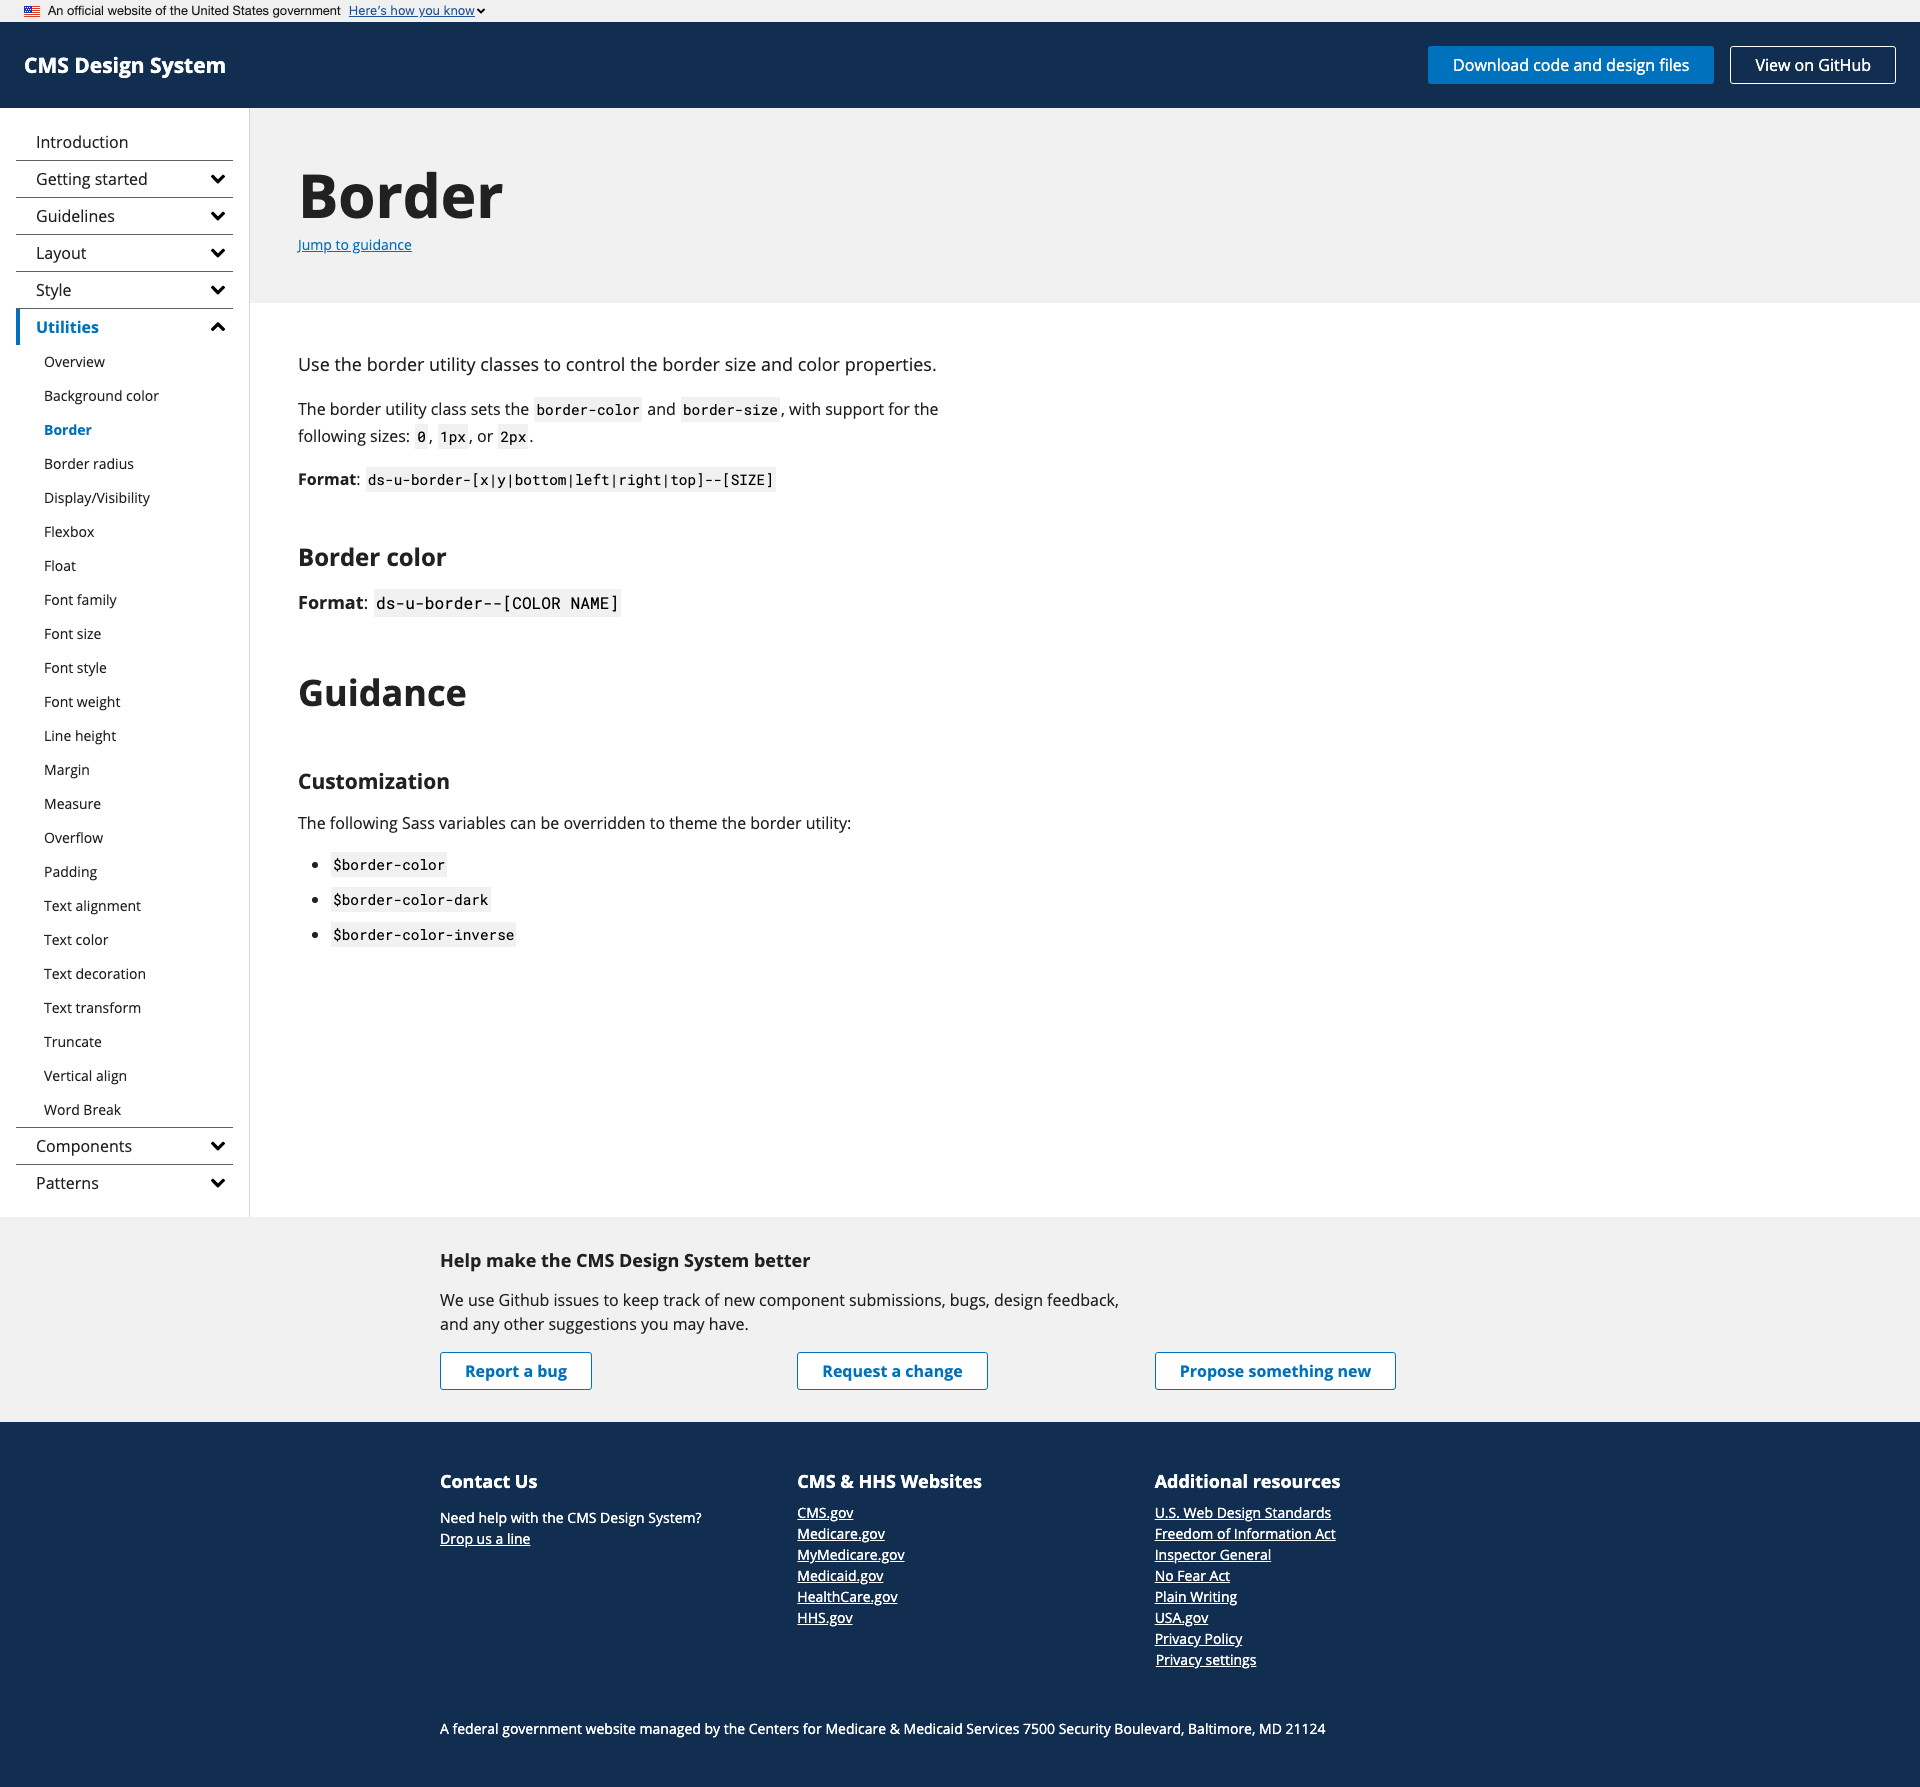 An official website of the United States government Here's how you know
CMS Design System
Download code and design files
View on GitHub
Introduction
Getting started
Guidelines
Layout
Style
Utilities
Overview
Background color
Border
Border radius
Display/Visibility
Flexbox
Float
Font family
Font size
Font style
Font weight
Line height
Margin
Measure
Overflow
Padding
Text alignment
Text color
Text decoration
Text transform
Truncate
Vertical align
Word Break
Components
Patterns
Border
Jump to guidance
Use the border utility classes to control the border size and color properties.
The border utility class sets the border-color and border-size, with support for the
following sizes: 0, 1px, or 2px.
Format: ds-u-border-[x|y|bottom|left|right|top]--[SIZE]
Border color
Format: ds-u-border--[COLOR NAME]
Guidance
Customization
The following Sass variables can be overridden to theme the border utility:
• $border-color
• $border-color-dark
• $border-color-inverse
Help make the CMS Design System better
We use Github issues to keep track of new component submissions, bugs, design feedback,
and any other suggestions you may have.
Report a bug
Request a change
Propose something new
Contact Us
Need help with the CMS Design System?
Drop us a line
CMS & HHS Websites
CMS.gov
Medicare.gov
MyMedicare.gov
Medicaid.gov
HealthCare.gov
HHS.gov
Additional resources
U.S. Web Design Standards
Freedom of Information Act
Inspector General
No Fear Act
Plain Writing
USA.gov
Privacy Policy
Privacy settings
A federal government website managed by the Centers for Medicare & Medicaid Services 7500 Security Boulevard, Baltimore, MD 21124